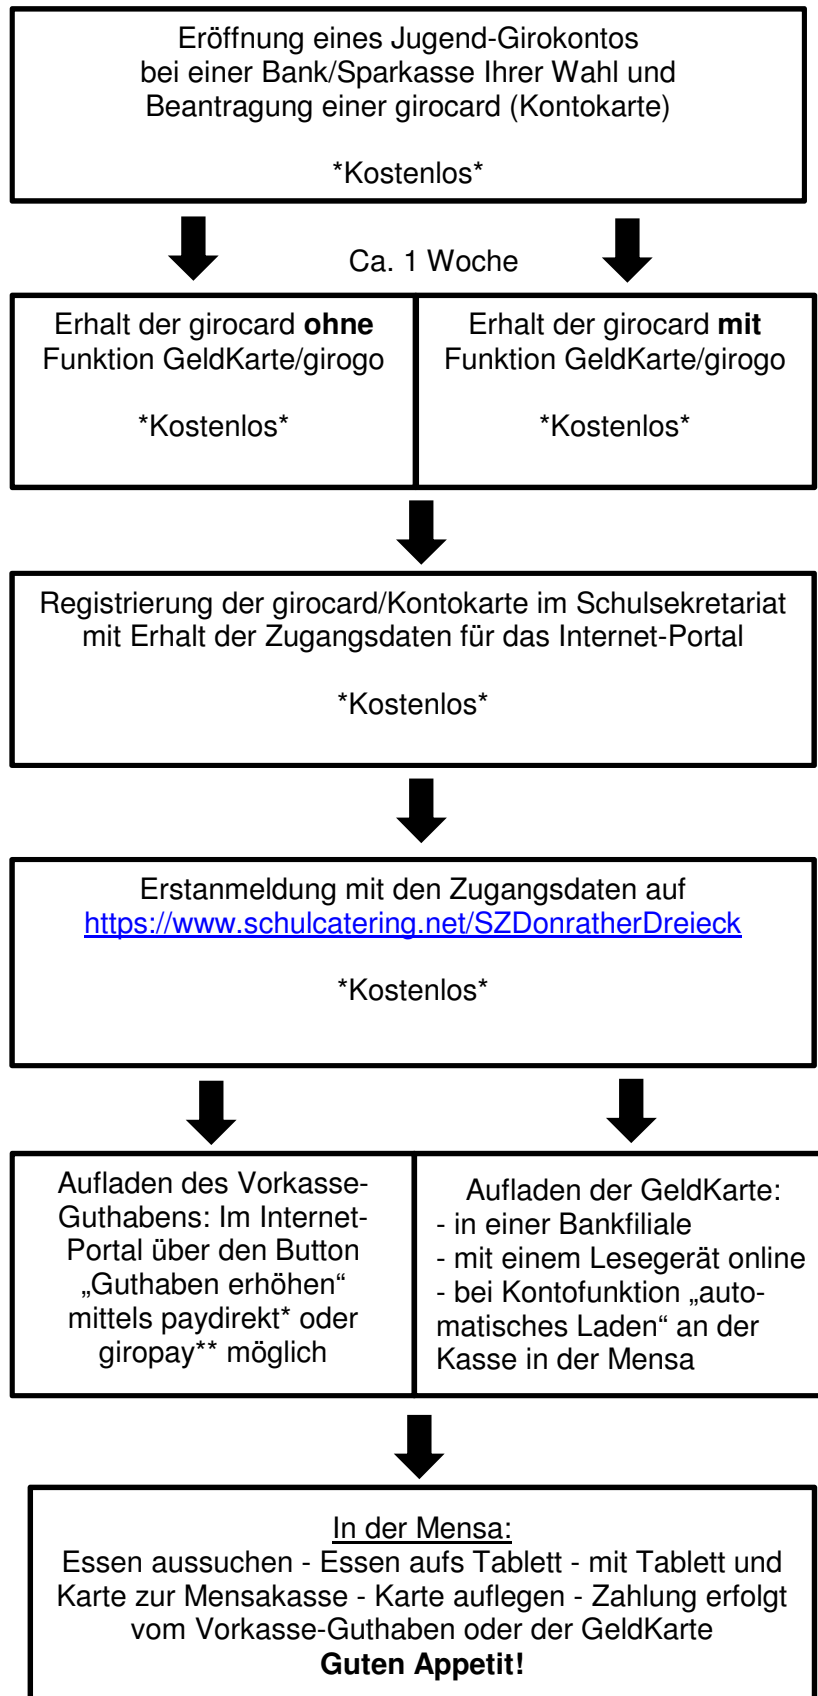 Eröffnung eines Jugend-Girokontos
bei einer Bank/Sparkasse Ihrer Wahl und
Beantragung einer girocard (Kontokarte)
*Kostenlos*
Ca. 1 Woche
Erhalt der girocard ohne
Funktion GeldKarte/girogo
*Kostenlos*
Erhalt der girocard mit
Funktion GeldKarte/girogo
*Kostenlos*
Registrierung der girocard/Kontokarte im Schulsekretariat
mit Erhalt der Zugangsdaten für das Internet-Portal
*Kostenlos*
Erstanmeldung mit den Zugangsdaten auf
https://www.schulcatering.net/SZDonratherDreieck
*Kostenlos*
Aufladen des Vorkasse-
Guthabens: Im Internet-
Portal über den Button
„Guthaben erhöhen“
mittels paydirekt* oder
giropay** möglich
Aufladen der GeldKarte:
- in einer Bankfiliale
- mit einem Lesegerät online
- bei Kontofunktion „auto-
matisches Laden“ an der
Kasse in der Mensa
In der Mensa:
Essen aussuchen - Essen aufs Tablett - mit Tablett und
Karte zur Mensakasse - Karte auflegen - Zahlung erfolgt
vom Vorkasse-Guthaben oder der GeldKarte
Guten Appetit!